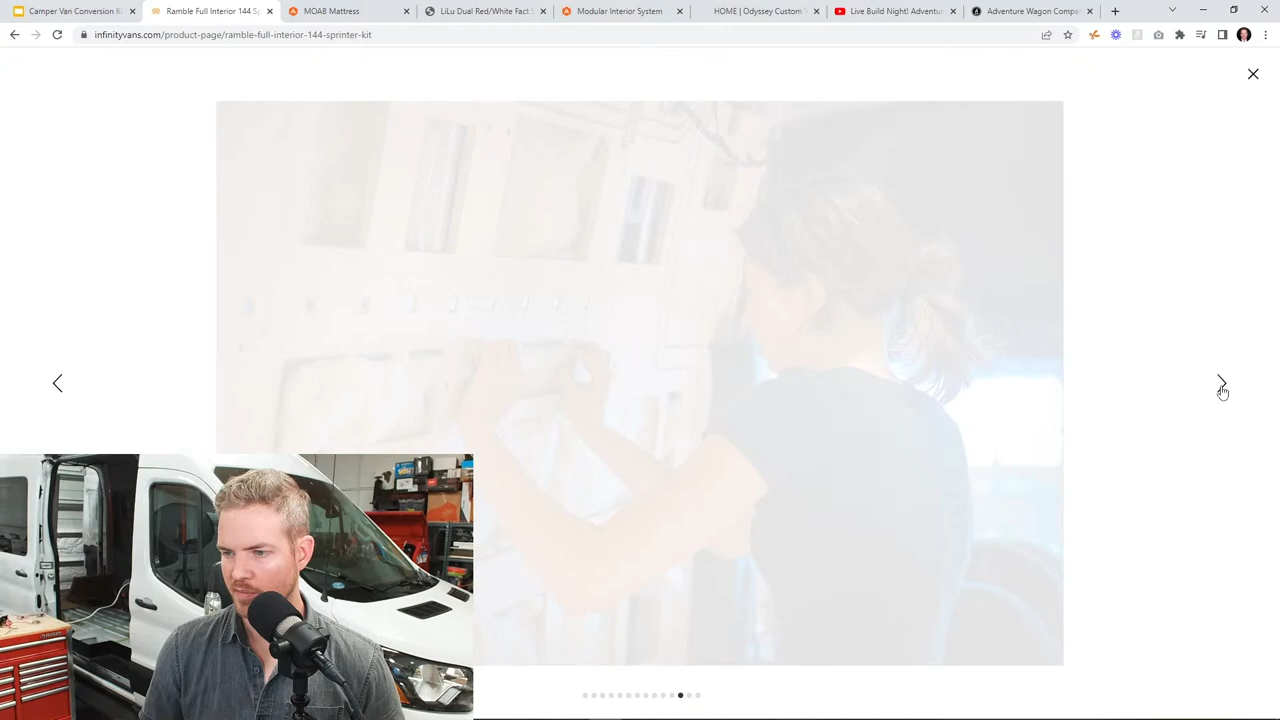 Camper Van Conversion Ki
Ramble Full Interior 144 Sp
MOAB Mattress
LiLu Dual Red/White Fact S
Modular Interior System
HOME | Odyssey Custom V
Live Build Night! Adventur
Adventure Wagon Compa
infinityvans.com/product-page/ramble-full-interior-144-sprinter-kit